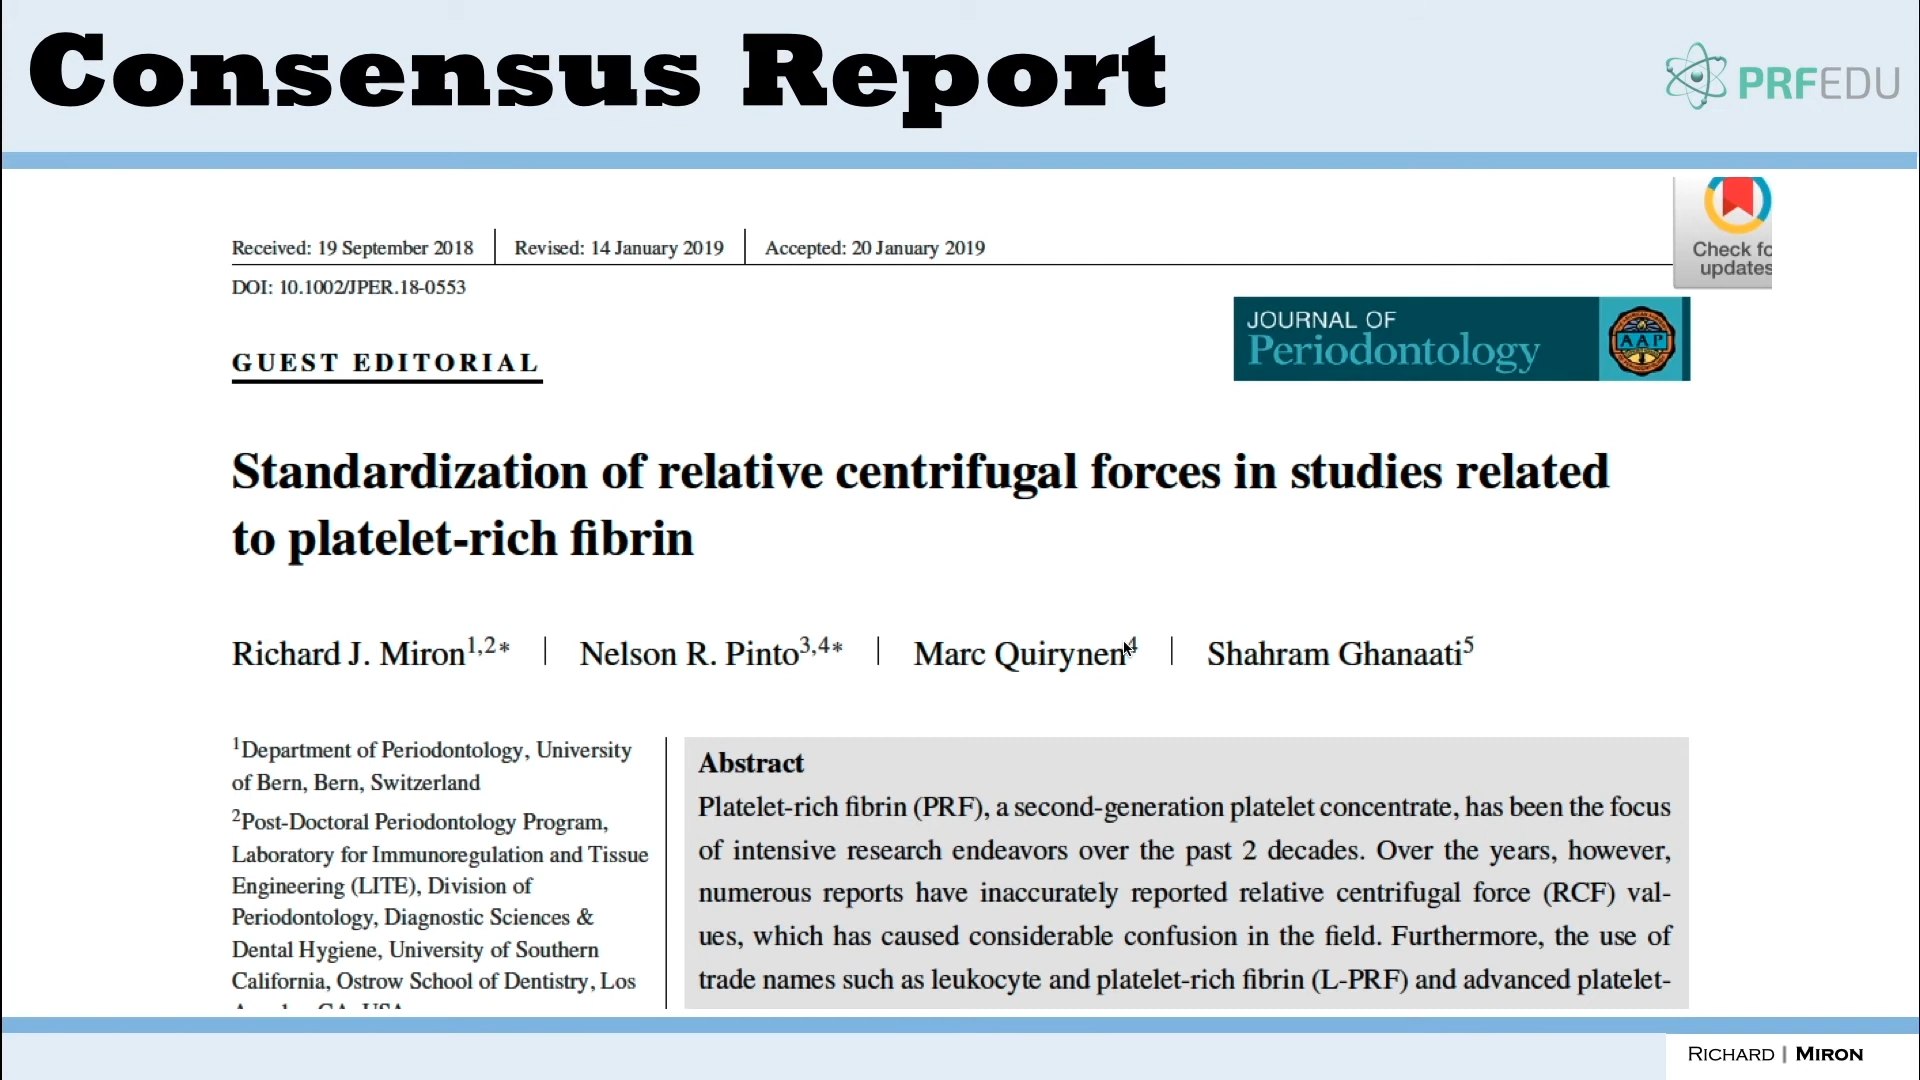 Consensus Report
PRFEDU
Received: 19 September 2018 | Revised: 14 January 2019 | Accepted: 20 January 2019
DOI: 10.1002/JPER.18-0553
Check fo
updates
GUEST EDITORIAL
JOURNAL OF
Periodontology
AAP
Standardization of relative centrifugal forces in studies related
to platelet-rich fibrin
Richard J. Miron1,2* | Nelson R. Pinto3,4* | Marc Quirynen4 | Shahram Ghanaati5
1Department of Periodontology, University
of Bern, Bern, Switzerland
2Post-Doctoral Periodontology Program,
Laboratory for Immunoregulation and Tissue
Engineering (LITE), Division of
Periodontology, Diagnostic Sciences &
Dental Hygiene, University of Southern
California, Ostrow School of Dentistry, Los
Abstract
Platelet-rich fibrin (PRF), a second-generation platelet concentrate, has been the focus
of intensive research endeavors over the past 2 decades. Over the years, however,
numerous reports have inaccurately reported relative centrifugal force (RCF) val-
ues, which has caused considerable confusion in the field. Furthermore, the use of
trade names such as leukocyte and platelet-rich fibrin (L-PRF) and advanced platelet-
RICHARD | MIRON